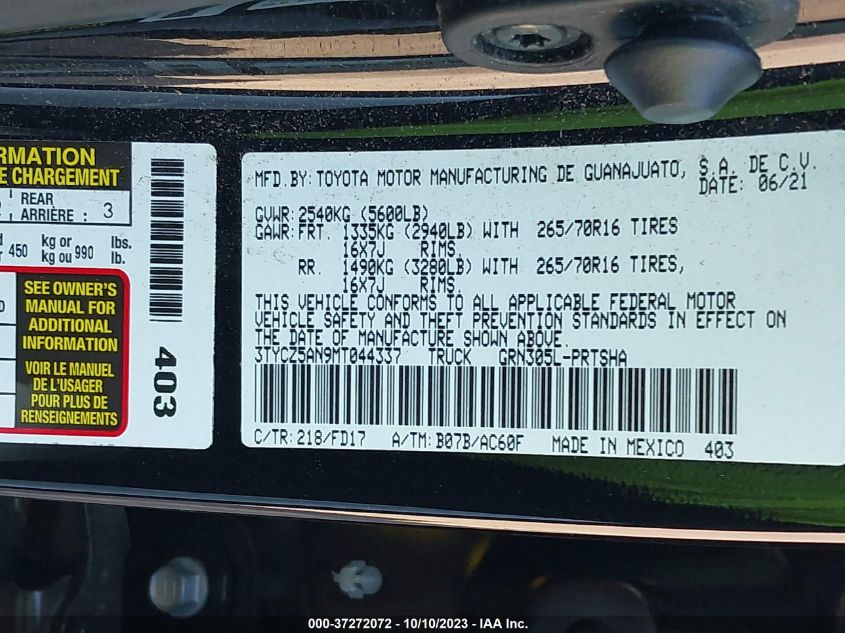 RMATION
E CHARGEMENT
REAR
ARRIÈRE : 3
450 kg or lbs.
kg ou 990 lb.
SEE OWNER'S
MANUAL FOR
ADDITIONAL
INFORMATION
VOIR LE MANUEL
DE L'USAGER
POUR PLUS DE
RENSEIGNEMENTS
403
MFD.BY:TOYOTA MOTOR MANUFACTURING DE GUANAJUATO, S.A. DE C.V.
DATE: 06/21
GVWR:2540KG (5600LB)
GAWR:FRT. 1335KG (2940LB) WITH 265/70R16 TIRES
16X7J RIMS.
RR. 1490KG (3280LB) WITH 265/70R16 TIRES,
16X7J RIMS.
THIS VEHICLE CONFORMS TO ALL APPLICABLE FEDERAL MOTOR
VEHICLE SAFETY AND THEFT PREVENTION STANDARDS IN EFFECT ON
THE DATE OF MANUFACTURE SHOWN ABOVE.
3TYCZ5AN9MT044337 TRUCK GRN305L-PRTSHA
C/TR:218/FD17 A/TM:B07B/AC60F MADE IN MEXICO 403
000-37272072 - 10/10/2023 - IAA Inc.